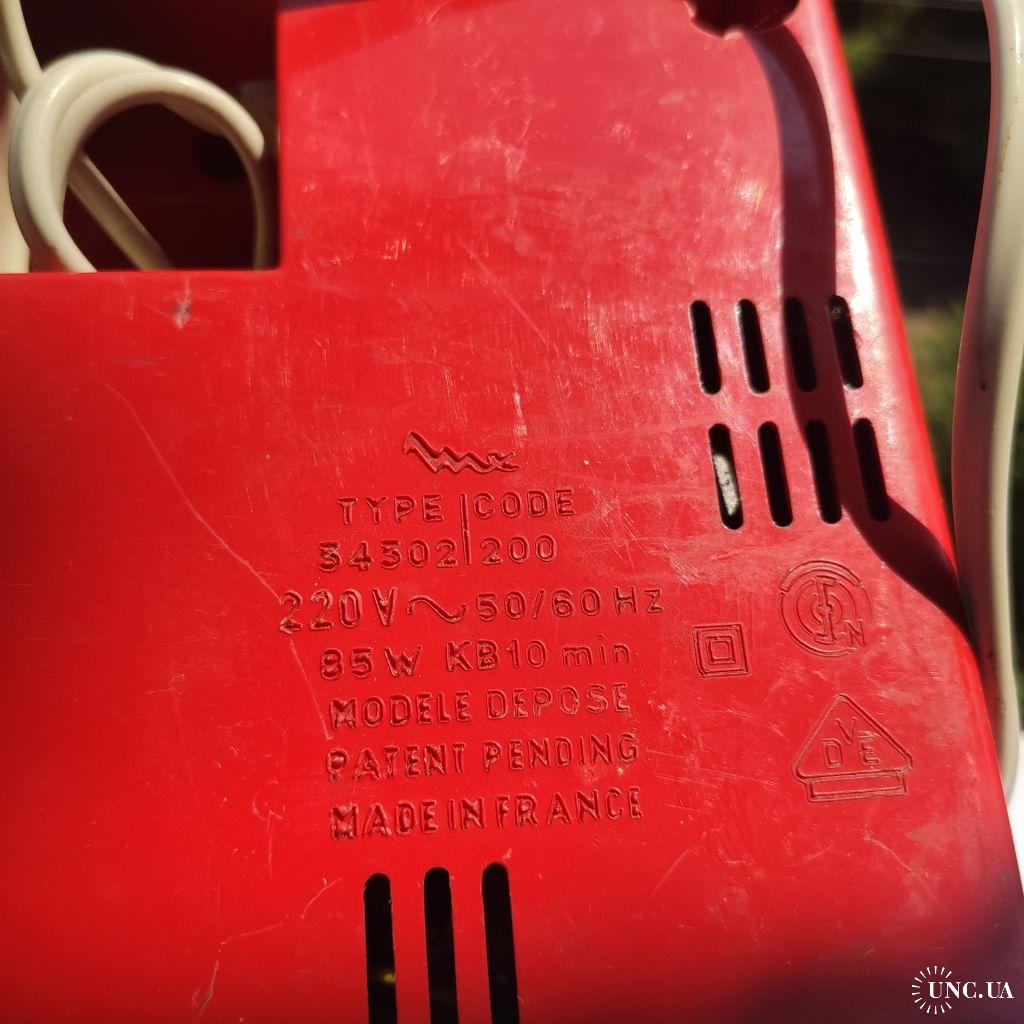 TYPE CODE
34302 200
220V ~ 50/60 HZ
85W KB10 min
MODELE DEPOSE
PATENT PENDING
MADE IN FRANCE
N
VDE
UNC.UA